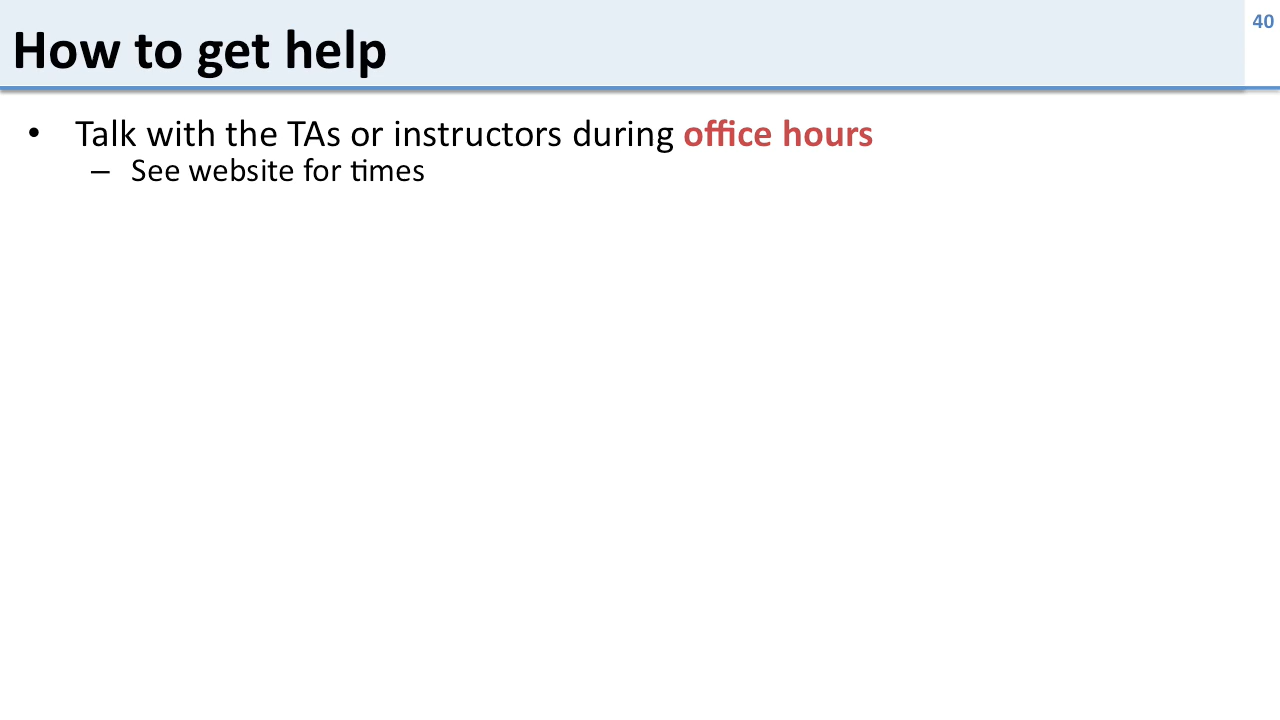 How to get help
40
• Talk with the TAs or instructors during office hours
– See website for times